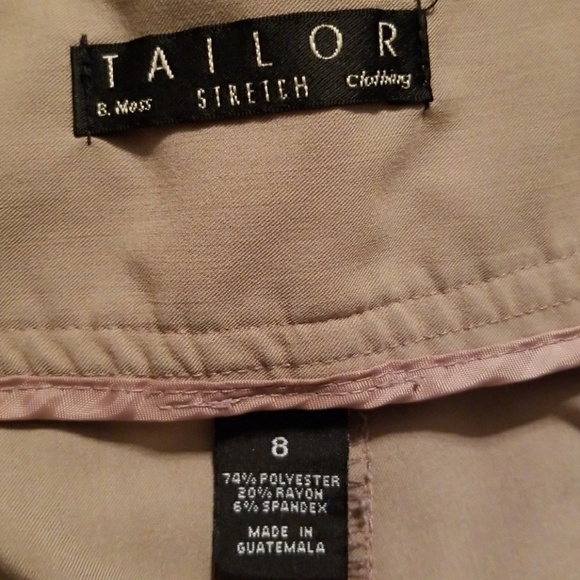 TAILOR
B. Moss STRETCH Clothing
8
74% POLYESTER
20% RAYON
6% SPANDEX
MADE IN
GUATEMALA